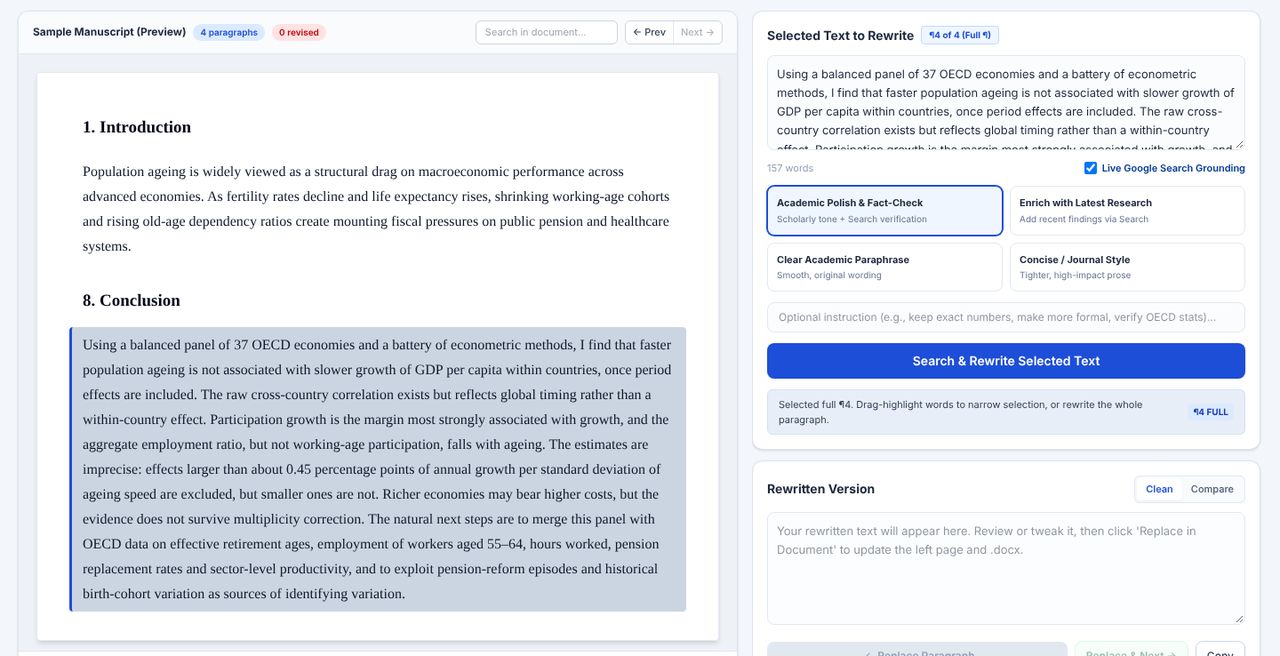 Sample Manuscript (Preview)
4 paragraphs
0 revised
Search in document...
← Prev
Next →
1. Introduction
Population ageing is widely viewed as a structural drag on macroeconomic performance across
advanced economies. As fertility rates decline and life expectancy rises, shrinking working-age cohorts
and rising old-age dependency ratios create mounting fiscal pressures on public pension and healthcare
systems.
8. Conclusion
Using a balanced panel of 37 OECD economies and a battery of econometric methods, I find that faster
population ageing is not associated with slower growth of GDP per capita within countries, once period
effects are included. The raw cross-country correlation exists but reflects global timing rather than a
within-country effect. Participation growth is the margin most strongly associated with growth, and the
aggregate employment ratio, but not working-age participation, falls with ageing. The estimates are
imprecise: effects larger than about 0.45 percentage points of annual growth per standard deviation of
ageing speed are excluded, but smaller ones are not. Richer economies may bear higher costs, but the
evidence does not survive multiplicity correction. The natural next steps are to merge this panel with
OECD data on effective retirement ages, employment of workers aged 55–64, hours worked, pension
replacement rates and sector-level productivity, and to exploit pension-reform episodes and historical
birth-cohort variation as sources of identifying variation.
Selected Text to Rewrite
¶4 of 4 (Full ¶)
Using a balanced panel of 37 OECD economies and a battery of econometric
methods, I find that faster population ageing is not associated with slower growth of
GDP per capita within countries, once period effects are included. The raw cross-
country correlation exists but reflects global timing rather than a within-country
effect. Participation growth is the margin most strongly associated with growth, and
157 words
Live Google Search Grounding
Academic Polish & Fact-Check
Scholarly tone + Search verification
Enrich with Latest Research
Add recent findings via Search
Clear Academic Paraphrase
Smooth, original wording
Concise / Journal Style
Tighter, high-impact prose
Optional instruction (e.g., keep exact numbers, make more formal, verify OECD stats)...
Search & Rewrite Selected Text
Selected full ¶4. Drag-highlight words to narrow selection, or rewrite the whole
paragraph.
¶4 FULL
Rewritten Version
Clean
Compare
Your rewritten text will appear here. Review or tweak it, then click 'Replace in
Document' to update the left page and .docx.
← Replace Paragraph
Replace & Next →
Copy